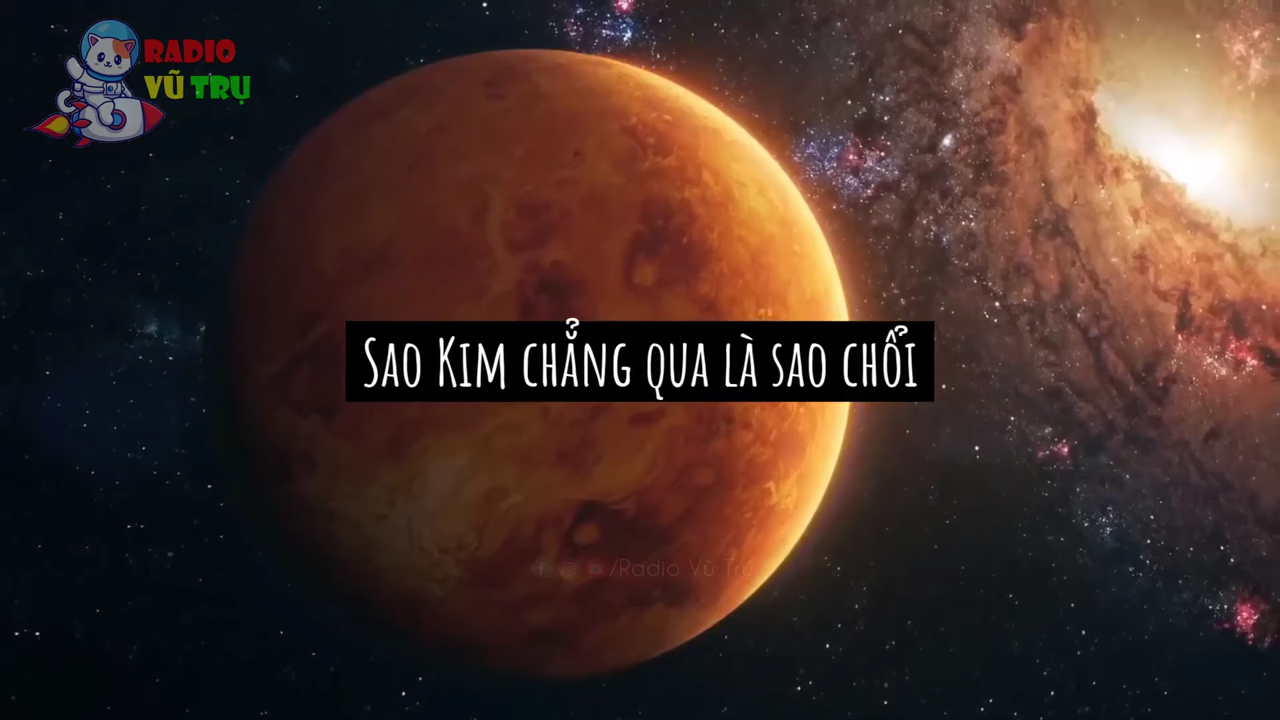 RADIO
VŨ TRỤ
Sao Kim chẳng qua là sao chổi
/Radio Vũ Trụ